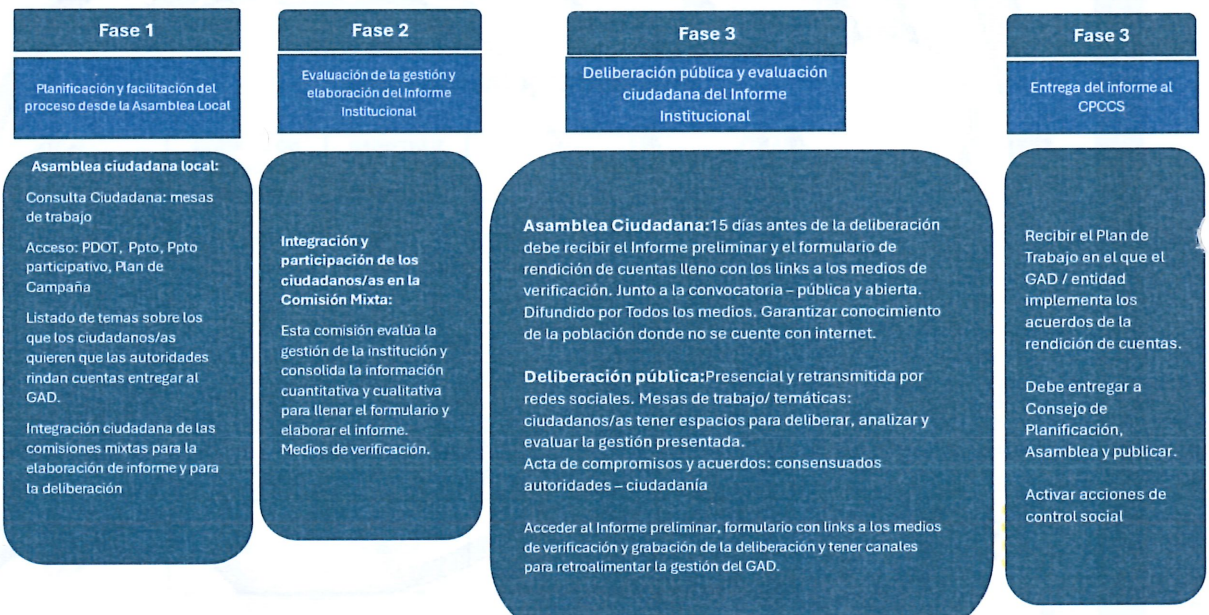 Fase 1
Planificación y facilitación del
proceso desde la Asamblea Local
Asamblea ciudadana local:
Consulta Ciudadana: mesas
de trabajo
Acceso: PDOT, Ppto, Ppto
participativo, Plan de
Campaña
Listado de temas sobre los
que los ciudadanos/as
quieren que las autoridades
rindan cuentas entregar al
GAD.
Integración ciudadana de las
comisiones mixtas para la
elaboración de informe y para
la deliberación
Fase 2
Evaluación de la gestión y
elaboración del Informe
Institucional
Integración y
participación de los
ciudadanos/as en la
Comisión Mixta:
Esta comisión evalúa la
gestión de la institución y
consolida la información
cuantitativa y cualitativa
para llenar el formulario y
elaborar el informe.
Medios de verificación.
Fase 3
Deliberación pública y evaluación
ciudadana del Informe
Institucional
Asamblea Ciudadana:15 días antes de la deliberación
debe recibir el Informe preliminar y el formulario de
rendición de cuentas lleno con los links a los medios de
verificación. Junto a la convocatoria – pública y abierta.
Difundido por Todos los medios. Garantizar conocimiento
de la población donde no se cuente con internet.
Deliberación pública:Presencial y retransmitida por
redes sociales. Mesas de trabajo/ temáticas:
ciudadanos/as tener espacios para deliberar, analizar y
evaluar la gestión presentada.
Acta de compromisos y acuerdos: consensuados
autoridades – ciudadanía
Acceder al Informe preliminar, formulario con links a los medios
de verificación y grabación de la deliberación y tener canales
para retroalimentar la gestión del GAD.
Fase 3
Entrega del informe al
CPCCS
Recibir el Plan de
Trabajo en el que el
GAD / entidad
implementa los
acuerdos de la
rendición de cuentas.
Debe entregar a
Consejo de
Planificación,
Asamblea y publicar.
Activar acciones de
control social